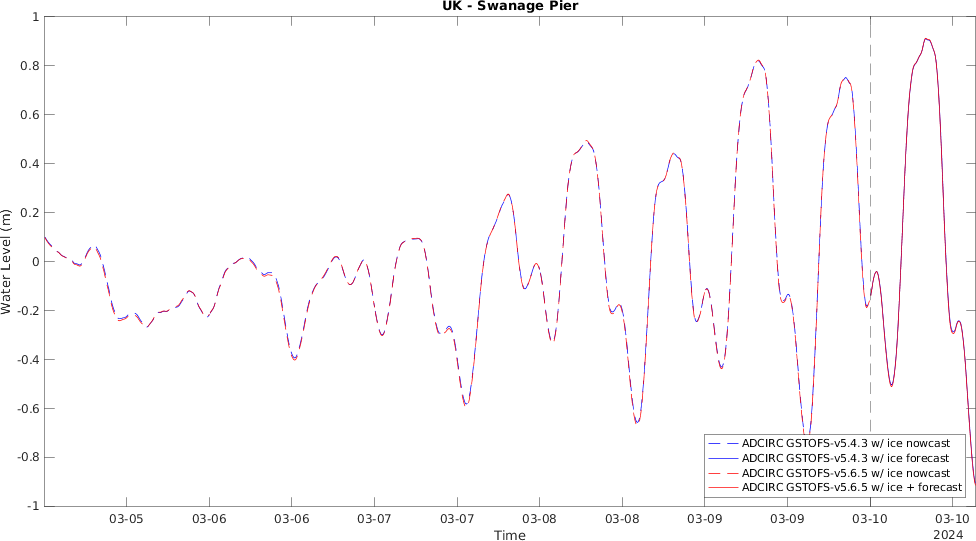 UK - Swanage Pier
1
0.8
0.6
0.4
0.2
0
-0.2
-0.4
-0.6
-0.8
-1
Water Level (m)
ADCIRC GSTOFS-v5.4.3 w/ ice nowcast
ADCIRC GSTOFS-v5.4.3 w/ ice forecast
ADCIRC GSTOFS-v5.6.5 w/ ice nowcast
ADCIRC GSTOFS-v5.6.5 w/ ice + forecast
03-05 03-06 03-06 03-07 03-07 03-08 03-08 03-09 03-09 03-10 03-10
Time
2024